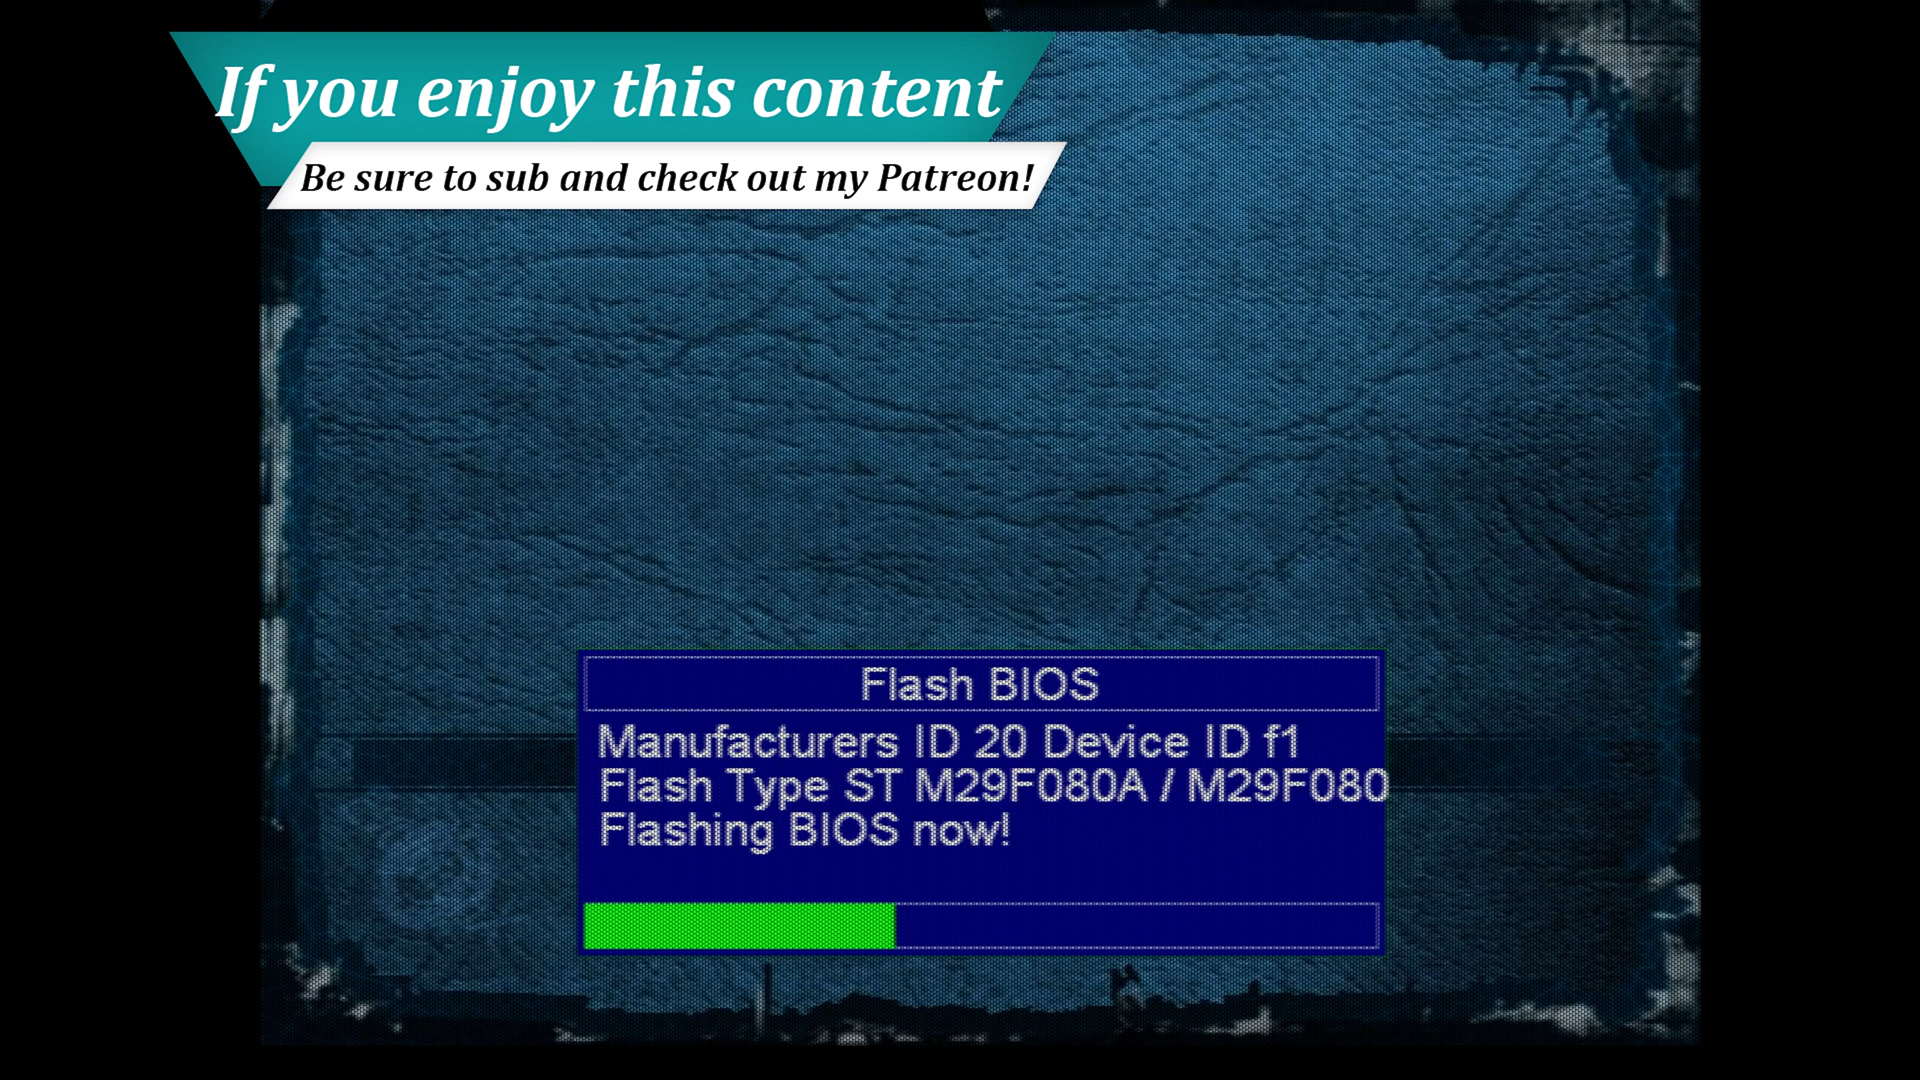 If you enjoy this content
Be sure to sub and check out my Patreon!
Flash BIOS
Manufacturers ID 20 Device ID f1
Flash Type ST M29F080A / M29F080
Flashing BIOS now!